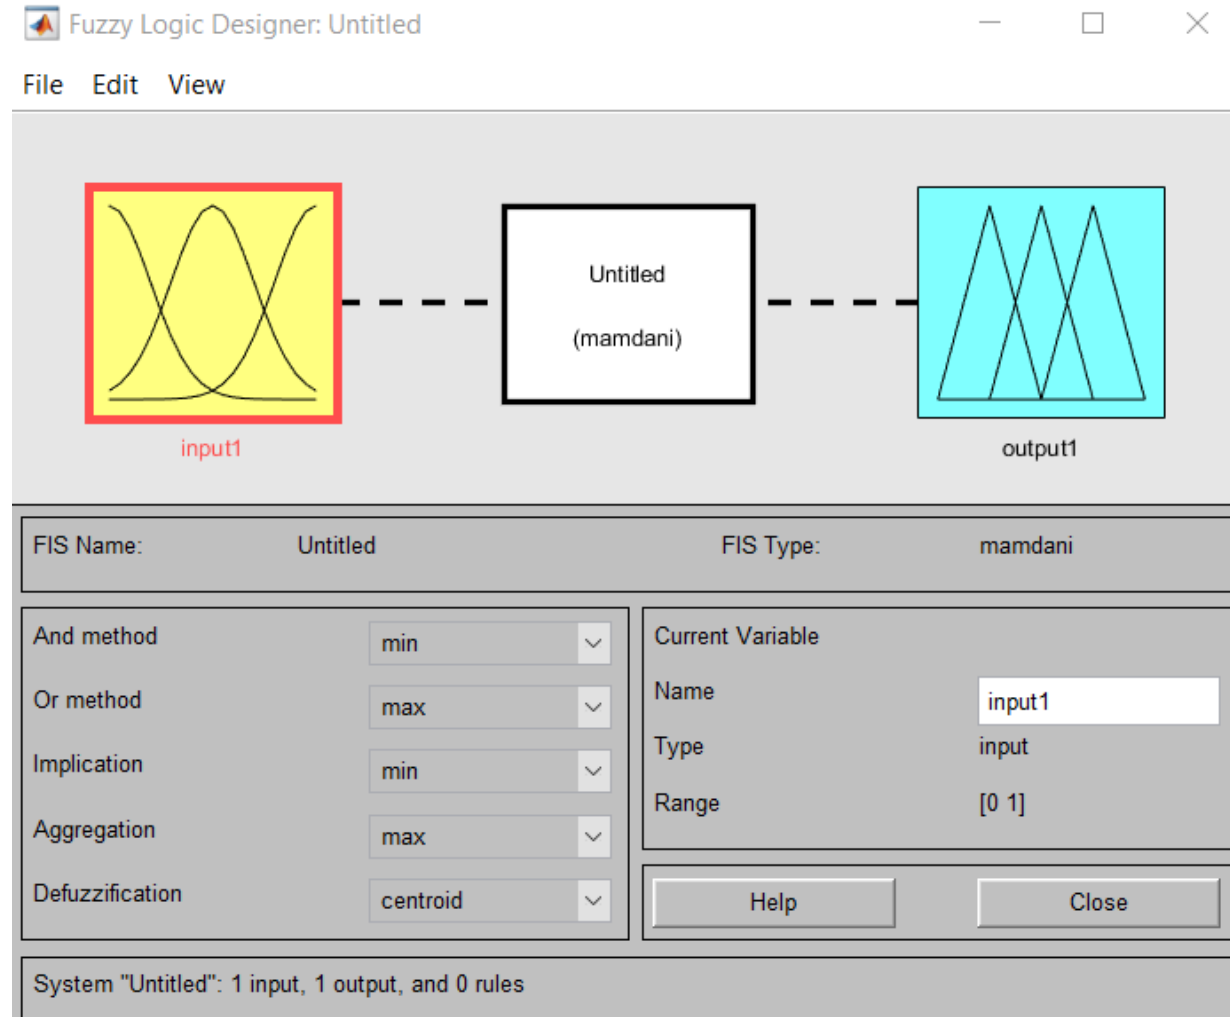 Fuzzy Logic Designer: Untitled
File Edit View
Untitled
(mamdani)
input1
output1
FIS Name: Untitled FIS Type: mamdani
And method min
Or method max
Implication min
Aggregation max
Defuzzification centroid
Current Variable
Name input1
Type input
Range [0 1]
Help Close
System "Untitled": 1 input, 1 output, and 0 rules